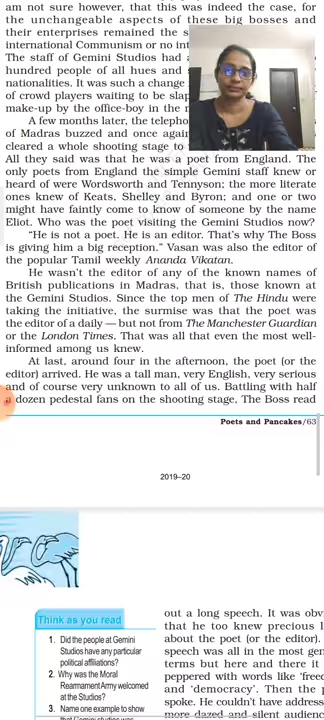 am not sure however, that this was indeed the case, for
the unchangeable aspects of these big bosses and
their enterprises remained the s
international Communism or no int
The staff of Gemini Studios had a
hundred people of all hues and s
nationalities. It was such a change
of crowd players waiting to be slap
make-up by the office-boy in the m
A few months later, the telepho
of Madras buzzed and once again
cleared a whole shooting stage to
All they said was that he was a poet from England. The
only poets from England the simple Gemini staff knew or
heard of were Wordsworth and Tennyson; the more literate
ones knew of Keats, Shelley and Byron; and one or two
might have faintly come to know of someone by the name
Eliot. Who was the poet visiting the Gemini Studios now?
“He is not a poet. He is an editor. That’s why The Boss
is giving him a big reception.” Vasan was also the editor of
the popular Tamil weekly Ananda Vikatan.
He wasn’t the editor of any of the known names of
British publications in Madras, that is, those known at
the Gemini Studios. Since the top men of The Hindu were
taking the initiative, the surmise was that the poet was
the editor of a daily — but not from The Manchester Guardian
or the London Times. That was all that even the most well-
informed among us knew.
At last, around four in the afternoon, the poet (or the
editor) arrived. He was a tall man, very English, very serious
and of course very unknown to all of us. Battling with half
a dozen pedestal fans on the shooting stage, The Boss read
Poets and Pancakes/63
2019–20
Think as you read
1. Did the people at Gemini
Studios have any particular
political affiliations?
2. Why was the Moral
Rearmament Army welcomed
at the Studios?
3. Name one example to show
that Gemini studios was
out a long speech. It was obvi
that he too knew precious l
about the poet (or the editor).
speech was all in the most gen
terms but here and there it
peppered with words like ‘free
and ‘democracy’. Then the p
spoke. He couldn’t have address
more dazed and silent audienc